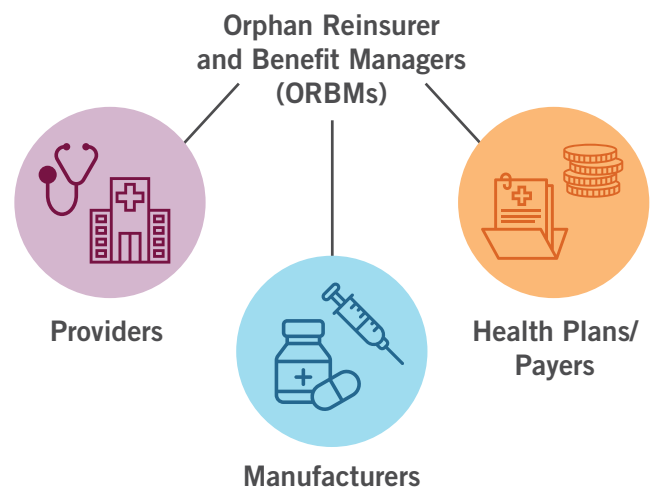 Orphan Reinsurer
and Benefit Managers
(ORBMs)
Providers
Health Plans/
Payers
Manufacturers